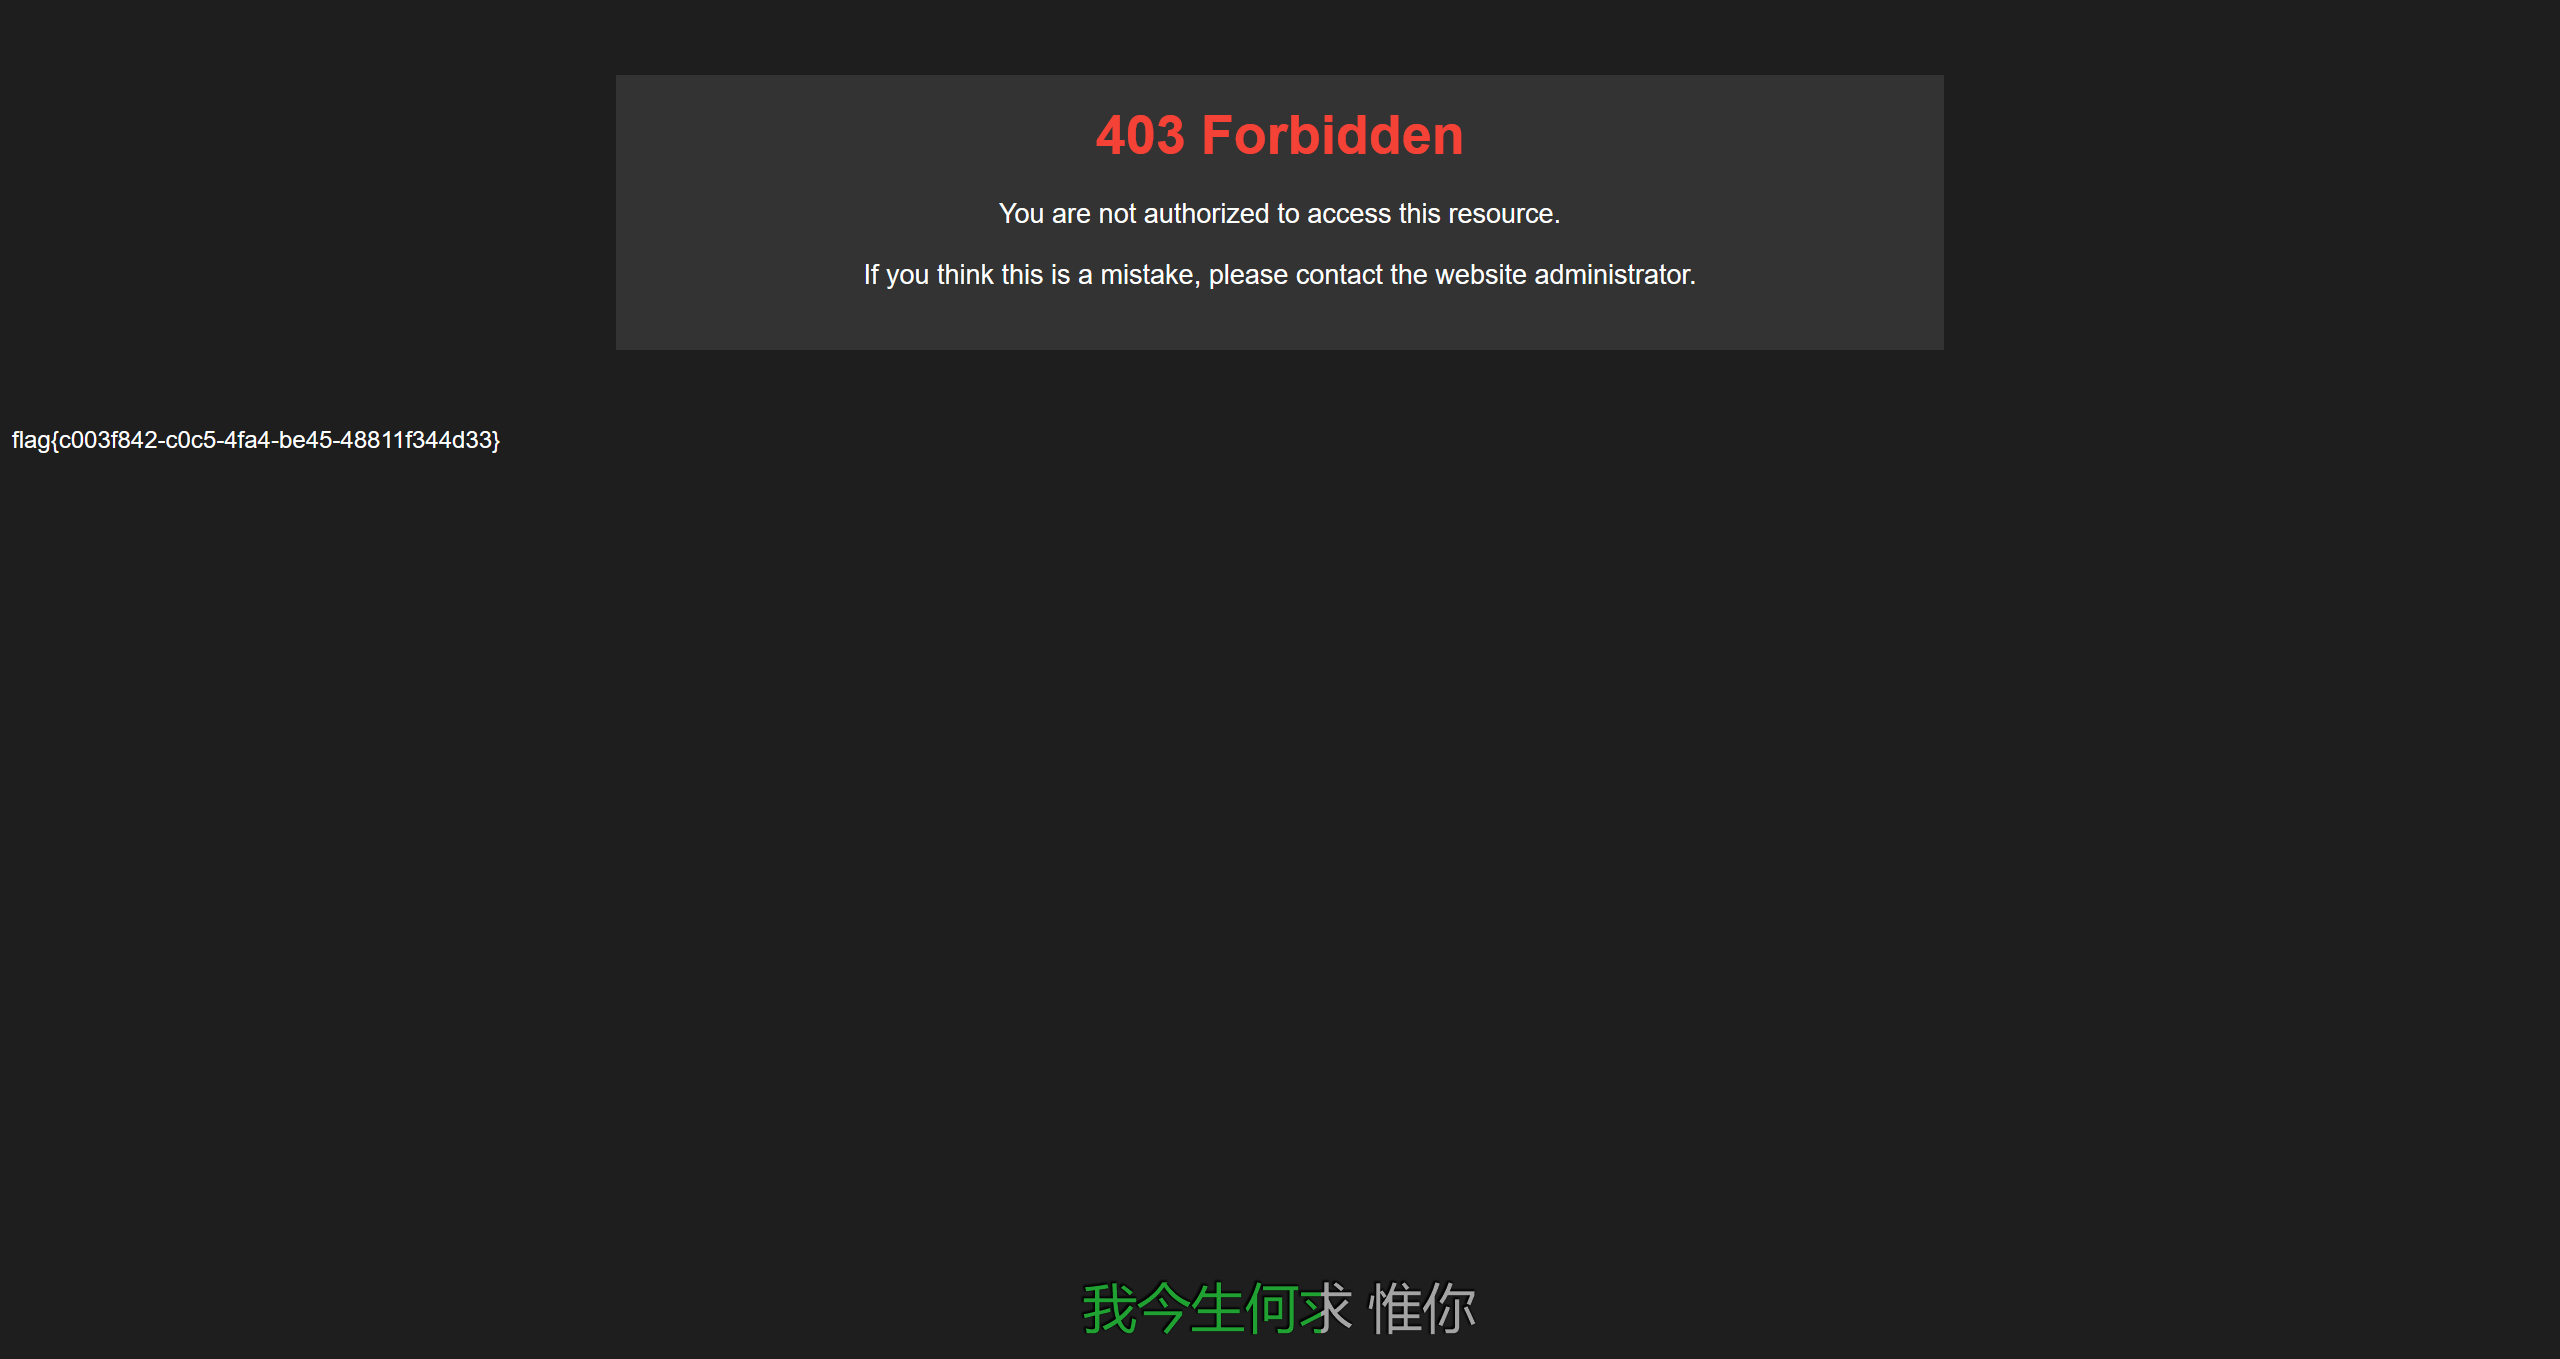 403 Forbidden
You are not authorized to access this resource.
If you think this is a mistake, please contact the website administrator.
flag{c003f842-c0c5-4fa4-be45-48811f344d33}
我今生何求 惟你